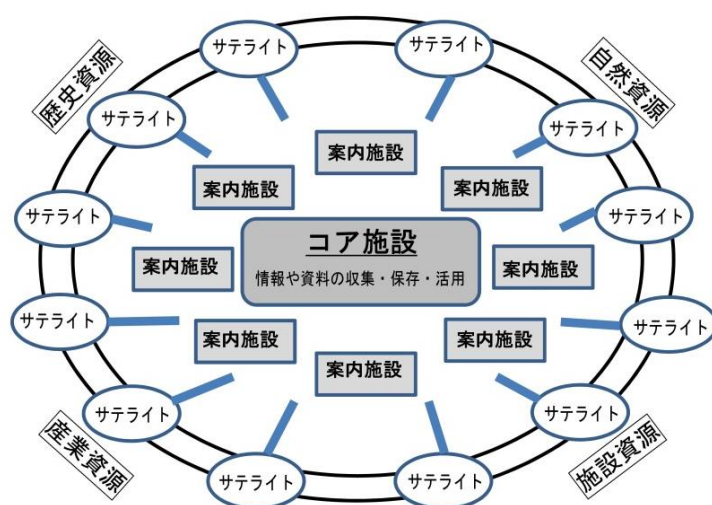 サテライト
サテライト
歴史資源
自然資源
サテライト
サテライト
案内施設
案内施設
案内施設
サテライト
サテライト
コア施設
情報や資料の収集・保存・活用
案内施設
案内施設
サテライト
サテライト
案内施設
案内施設
案内施設
サテライト
サテライト
産業資源
施設資源
サテライト
サテライト